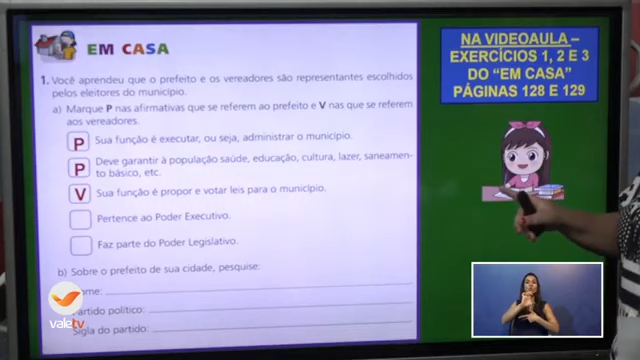 EM CASA
1. Você aprendeu que o prefeito e os vereadores são representantes escolhidos
pelos eleitores do município.
a) Marque P nas afirmativas que se referem ao prefeito e V nas que se referem
aos vereadores.
P Sua função é executar, ou seja, administrar o município.
P Deve garantir à população saúde, educação, cultura, lazer, saneamen-
to básico, etc.
V Sua função é propor e votar leis para o município.
Pertence ao Poder Executivo.
Faz parte do Poder Legislativo.
b) Sobre o prefeito de sua cidade, pesquise:
ome:
Partido político:
Sigla do partido:
valetv
NA VIDEOAULA –
EXERCÍCIOS 1, 2 E 3
DO “EM CASA”
PÁGINAS 128 E 129